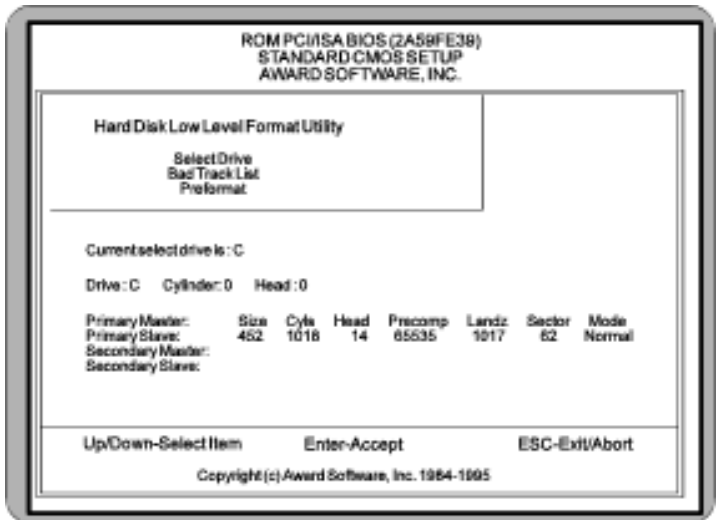 ROM PCI/ISA BIOS (2A59FE39)
STANDARD CMOS SETUP
AWARD SOFTWARE, INC.
Hard Disk Low Level Format Utility
Select Drive
Bad Track List
Preformat
Current select drive is : C
Drive : C Cylinder: 0 Head : 0
Primary Master: Size Cyls Head Precomp Landz Sector Mode
Primary Slave: 452 1018 14 65535 1017 62 Normal
Secondary Master:
Secondary Slave:
Up/Down-Select Item Enter-Accept ESC-Exit/Abort
Copyright (c) Award Software, Inc. 1984-1995